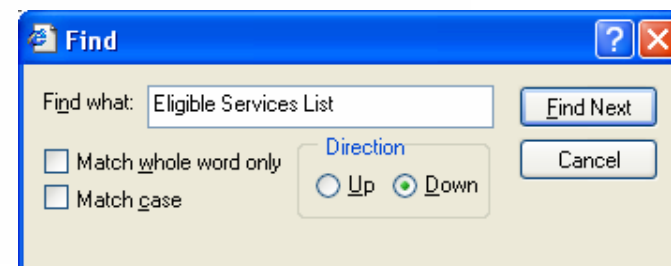 Find
Find what: Eligible Services List
Find Next
Match whole word only
Direction
Cancel
Up Down
Match case